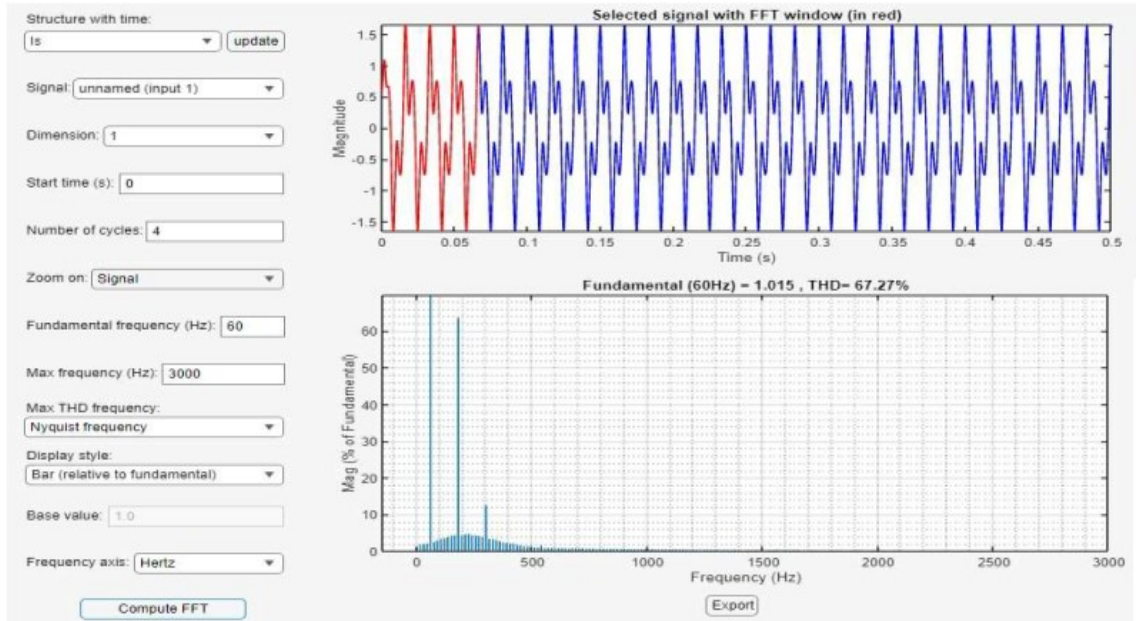 Structure with time:
Is update
Signal: unnamed (input 1)
Dimension: 1
Start time (s): 0
Number of cycles: 4
Zoom on: Signal
Fundamental frequency (Hz): 60
Max frequency (Hz): 3000
Max THD frequency:
Nyquist frequency
Display style:
Bar (relative to fundamental)
Base value: 1.0
Frequency axis: Hertz
Compute FFT
Selected signal with FFT window (in red)
Magnitude
1.5
1
0.5
0
-0.5
-1
-1.5
0 0.05 0.1 0.15 0.2 0.25 0.3 0.35 0.4 0.45 0.5
Time (s)
Fundamental (60Hz) = 1.015 , THD= 67.27%
Mag (% of Fundamental)
60
50
40
30
20
10
0
0 500 1000 1500 2000 2500 3000
Frequency (Hz)
Export